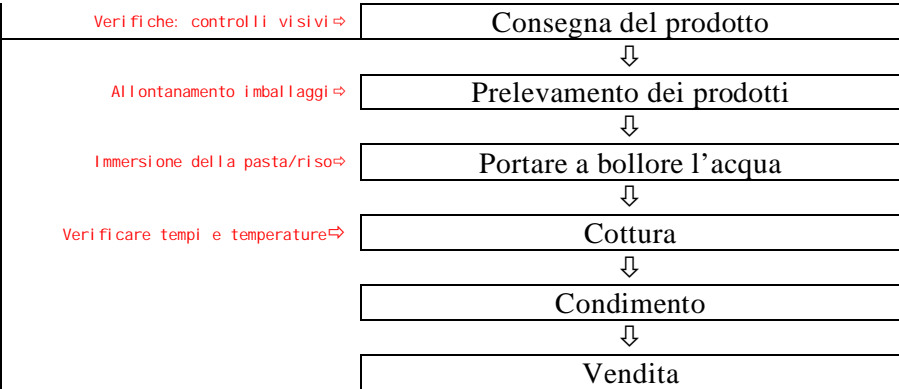 Verifiche: controlli visivi⇨ Consegna del prodotto
⇩
Allontanamento imballaggi⇨ Prelevamento dei prodotti
⇩
Immersione della pasta/riso⇨ Portare a bollore l’acqua
⇩
Verificare tempi e temperature⇨ Cottura
⇩
Condimento
⇩
Vendita